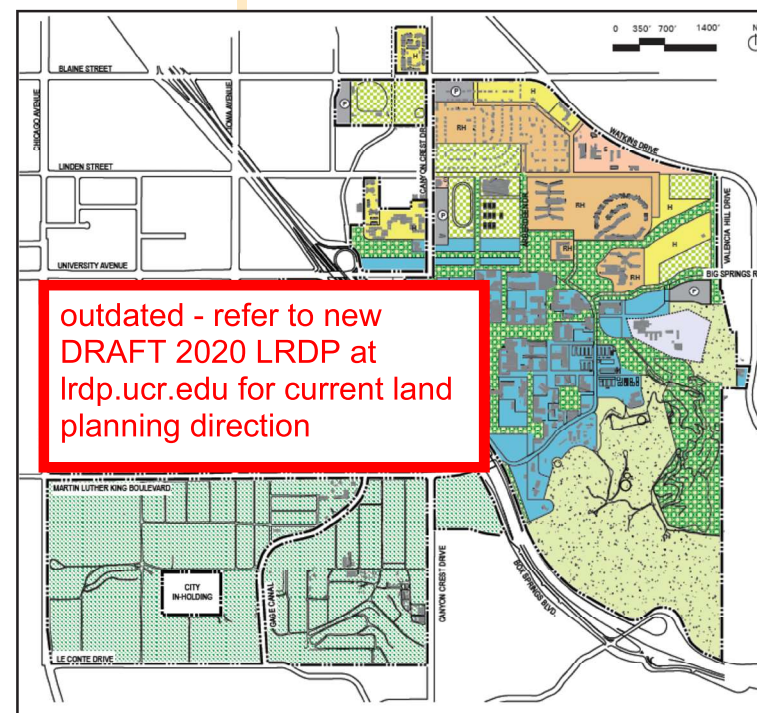 0 350' 700' 1400'
N
BLAINE STREET
CHICAGO AVENUE
IOWA AVENUE
CANYON CREST DR
H
P
P
H
RH
WATKINS DRIVE
LINDEN STREET
RH
H
VALENCIA HILL DRIVE
P
H
RH
H
RH
UNIVERSITY AVENUE
BIG SPRINGS R
P
outdated - refer to new
DRAFT 2020 LRDP at
lrdp.ucr.edu for current land
planning direction
MARTIN LUTHER KING BOULEVARD
CITY
IN-HOLDING
GAGE CANAL
CANYON CREST DRIVE
BOX SPRINGS BLVD.
LE CONTE DRIVE